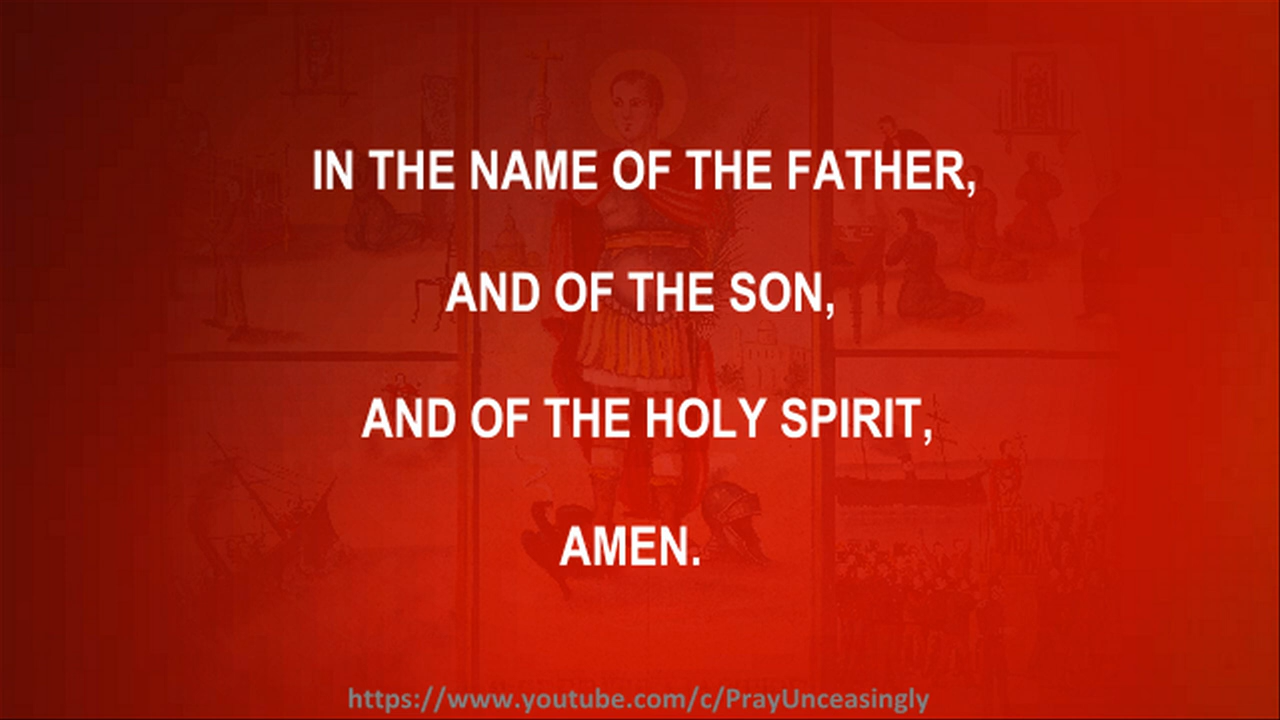 IN THE NAME OF THE FATHER,
AND OF THE SON,
AND OF THE HOLY SPIRIT,
AMEN.
https://www.youtube.com/c/PrayUnceasingly